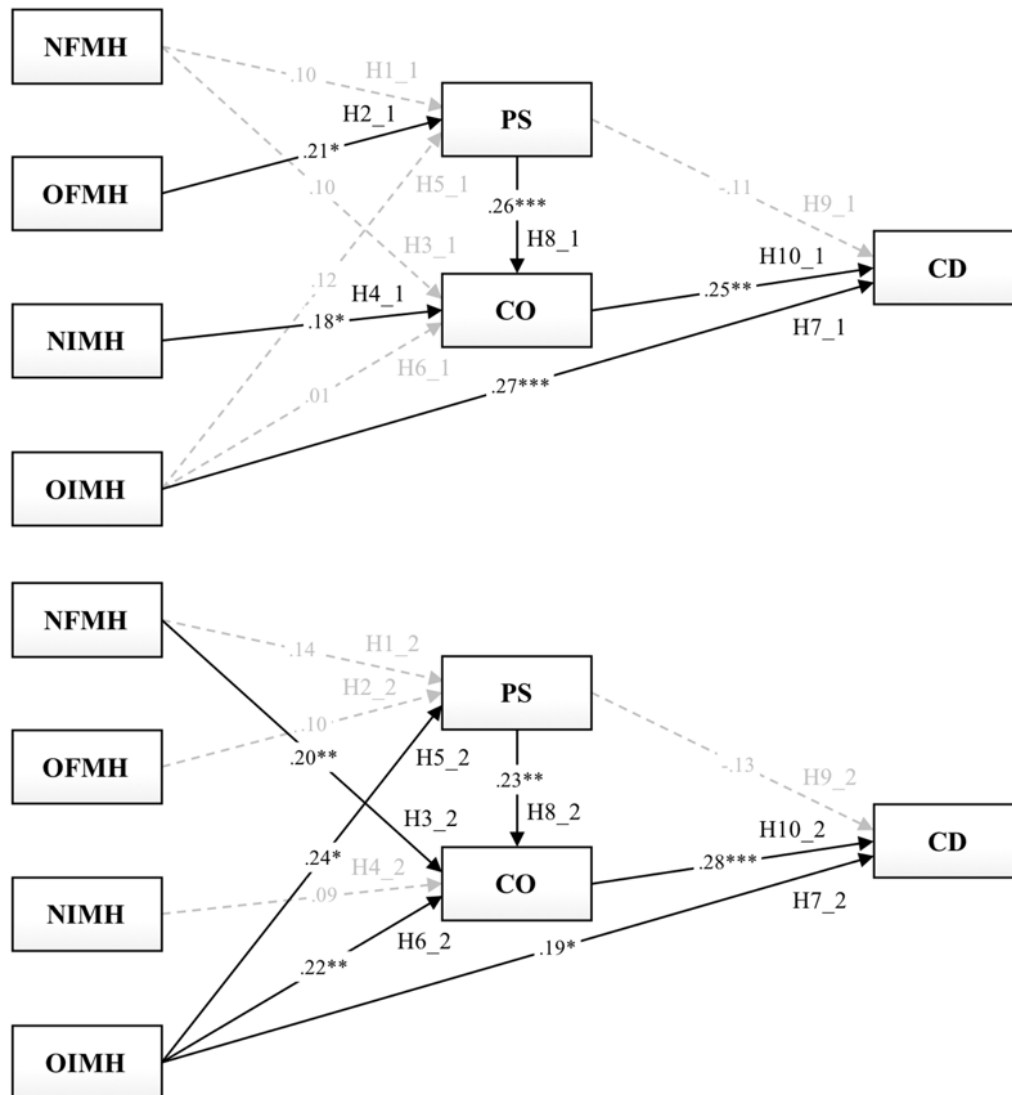 NFMH
.10
H1_1
H2_1
PS
OFMH
.21*
.10
H5_1
-.11
H9_1
.26***
H3_1
H8_1
H10_1
CD
.12
H4_1
CO
.25**
NIMH
.18*
H6_1
H7_1
.01
.27***
OIMH
NFMH
.14
H1_2
H2_2
PS
OFMH
.10
.20**
H5_2
.23**
-.13
H9_2
H3_2
H8_2
H10_2
CD
.24*
H4_2
.28***
NIMH
.09
CO
H7_2
H6_2
.22**
.19*
OIMH